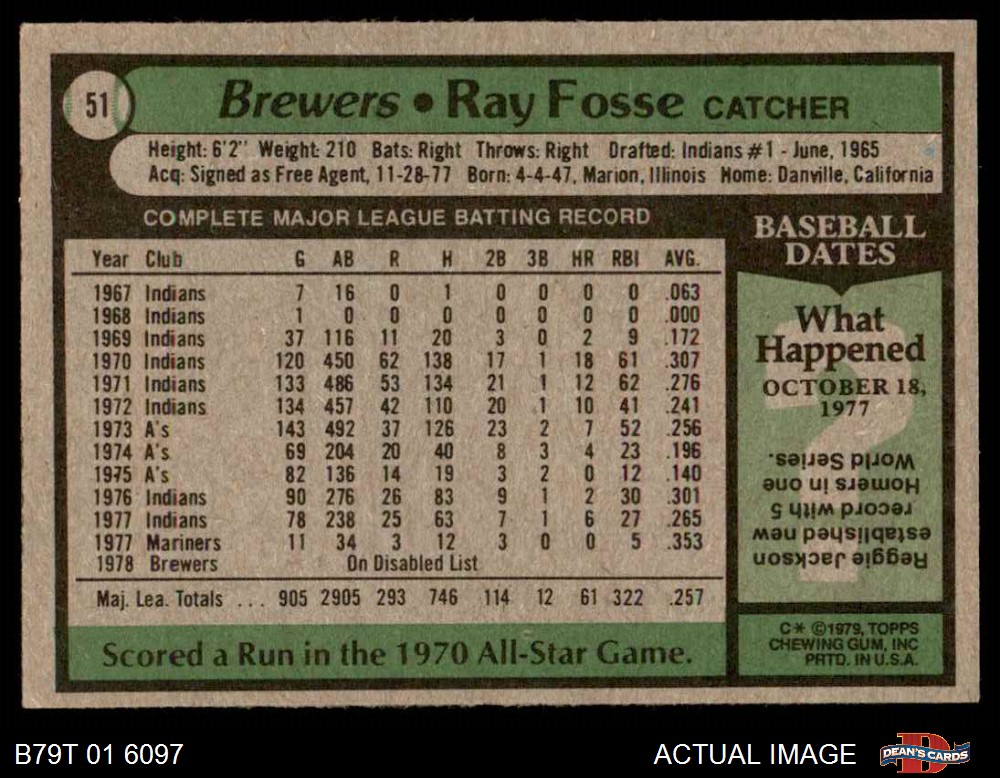 51
Brewers • Ray Fosse CATCHER
Height: 6'2" Weight: 210 Bats: Right Throws: Right Drafted: Indians #1 - June, 1965
Acq: Signed as Free Agent, 11-28-77 Born: 4-4-47, Marion, Illinois Home: Danville, California
COMPLETE MAJOR LEAGUE BATTING RECORD
Year Club G AB R H 2B 3B HR RBI AVG.
1967 Indians 7 16 0 1 0 0 0 0 .063
1968 Indians 1 0 0 0 0 0 0 0 .000
1969 Indians 37 116 11 20 3 0 2 9 .172
1970 Indians 120 450 62 138 17 1 18 61 .307
1971 Indians 133 486 53 134 21 1 12 62 .276
1972 Indians 134 457 42 110 20 1 10 41 .241
1973 A's 143 492 37 126 23 2 7 52 .256
1974 A's 69 204 20 40 8 3 4 23 .196
1975 A's 82 136 14 19 3 2 0 12 .140
1976 Indians 90 276 26 83 9 1 2 30 .301
1977 Indians 78 238 25 63 7 1 6 27 .265
1977 Mariners 11 34 3 12 3 0 0 5 .353
1978 Brewers On Disabled List
Maj. Lea. Totals ... 905 2905 293 746 114 12 61 322 .257
Scored a Run in the 1970 All-Star Game.
BASEBALL
DATES
What
Happened
OCTOBER 18,
1977
Reggie Jackson
established new
record with 5
Homers in one
World Series.
C* ©1979, TOPPS
CHEWING GUM, INC
PRTD. IN U.S.A.
B79T 01 6097
ACTUAL IMAGE
D
DEAN'S CARDS